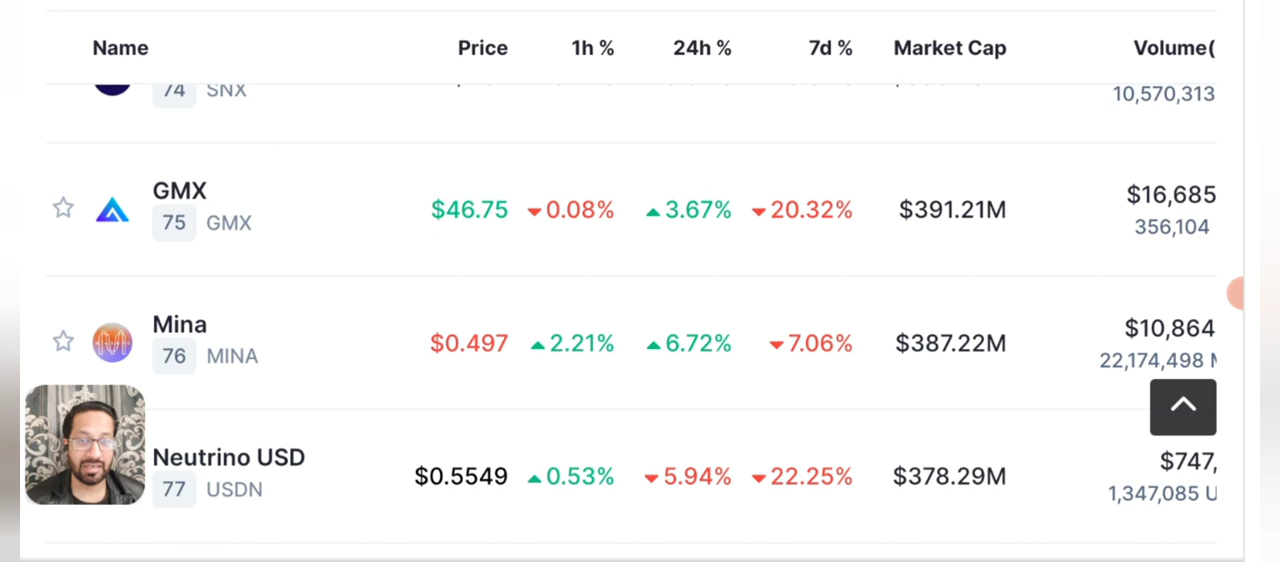 Name Price 1h % 24h % 7d % Market Cap Volume(
74 SNX 10,570,313
GMX $16,685
$46.75 0.08% 3.67% 20.32% $391.21M
75 GMX 356,104
Mina $10,864
$0.497 2.21% 6.72% 7.06% $387.22M
76 MINA 22,174,498
Neutrino USD $747,
$0.5549 0.53% 5.94% 22.25% $378.29M
77 USDN 1,347,085 U